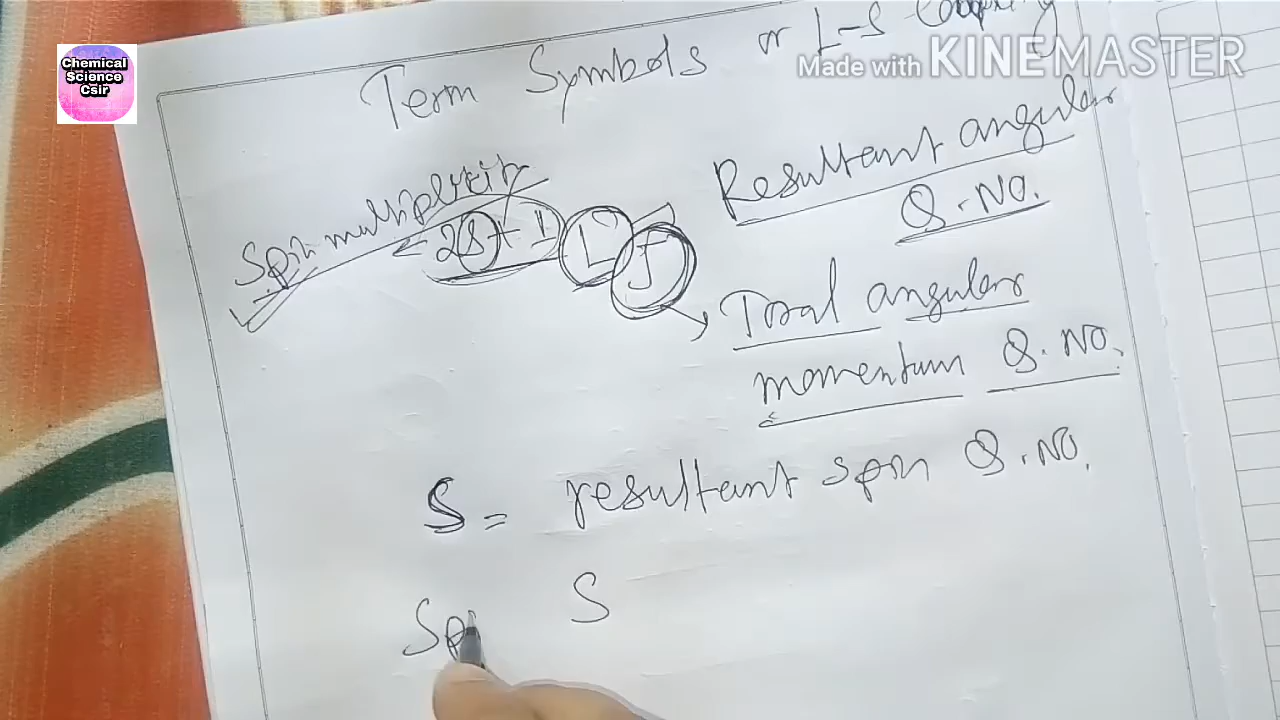 Chemical
Science
Csir
Made with KINEMASTER
Term Symbols or L-S Coupling
Spin multiplicity
2S+1 L J
Resultant angular
Q. No.
Total angular
momentum Q. No.
S = resultant spin Q. No.
S
Sp